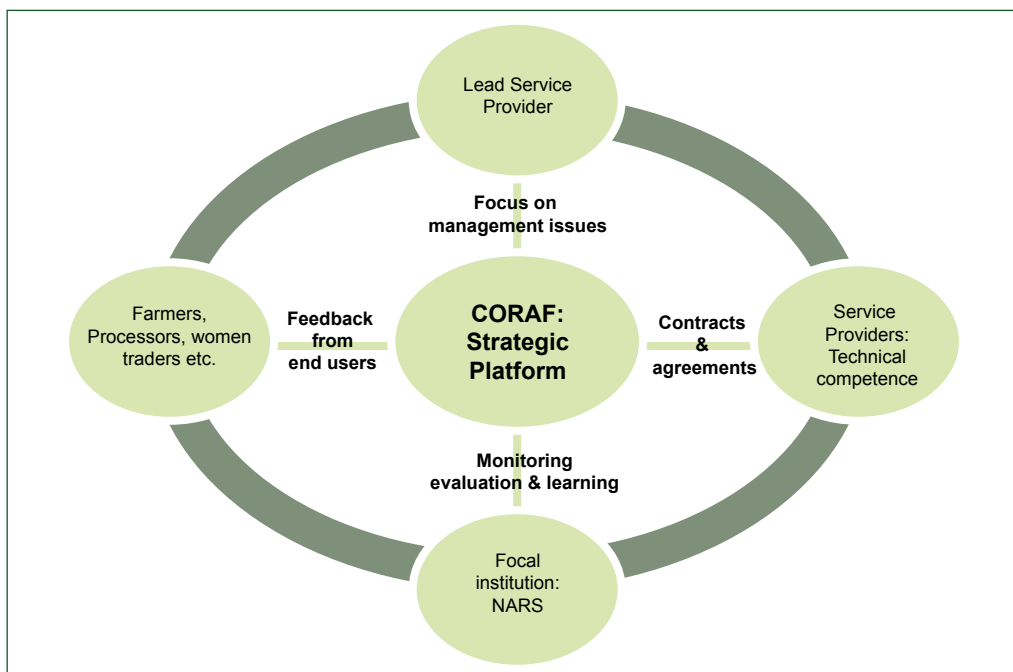 Lead Service
Provider
Focus on
management issues
Farmers,
Processors, women
traders etc.
Feedback
from
end users
CORAF:
Strategic
Platform
Contracts
&
agreements
Service
Providers:
Technical
competence
Monitoring
evaluation & learning
Focal
institution:
NARS